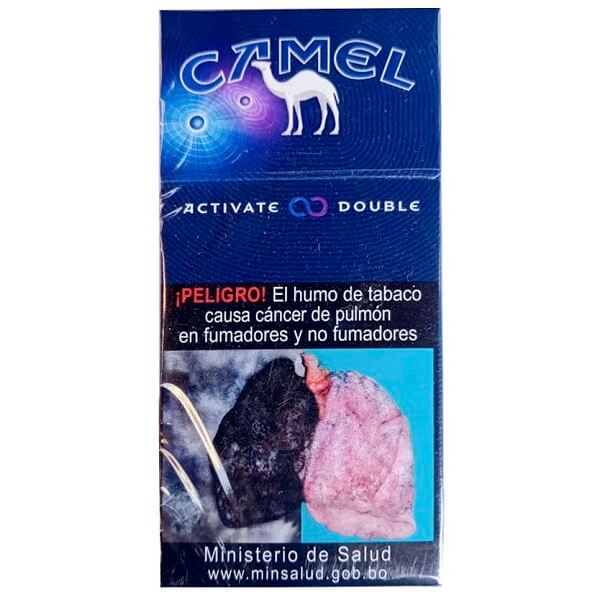 CAMEL
ACTIVATE DOUBLE
¡PELIGRO! El humo de tabaco
causa cáncer de pulmón
en fumadores y no fumadores
Ministerio de Salud
www.minsalud.gob.bo